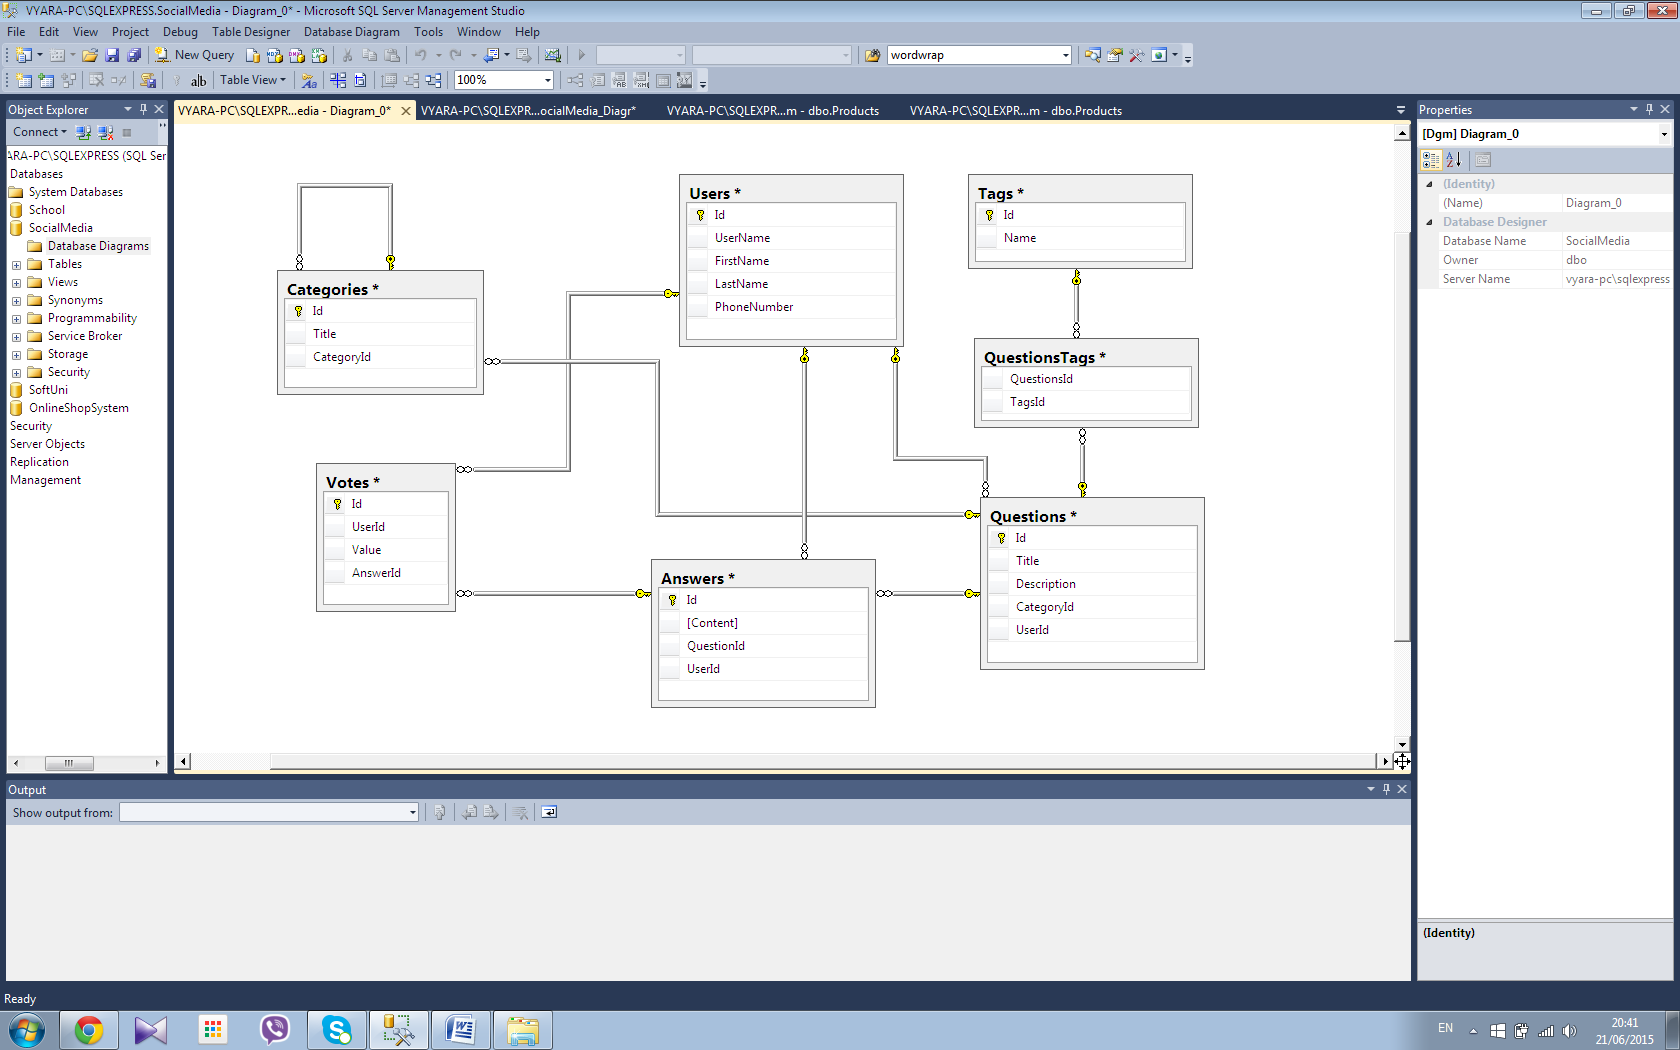 VYARA-PC\SQLEXPRESS.SocialMedia - Diagram_0* - Microsoft SQL Server Management Studio
File Edit View Project Debug Table Designer Database Diagram Tools Window Help
New Query wordwrap
Table View 100%
Object Explorer
Connect
ARA-PC\SQLEXPRESS (SQL Ser
Databases
System Databases
School
SocialMedia
Database Diagrams
Tables
Views
Synonyms
Programmability
Service Broker
Storage
Security
SoftUni
OnlineShopSystem
Security
Server Objects
Replication
Management
VYARA-PC\SQLEXPR...edia - Diagram_0* VYARA-PC\SQLEXPR...ocialMedia_Diagr* VYARA-PC\SQLEXPR...m - dbo.Products VYARA-PC\SQLEXPR...m - dbo.Products
Categories *
Id
Title
CategoryId
Users *
Id
UserName
FirstName
LastName
PhoneNumber
Tags *
Id
Name
QuestionsTags *
QuestionsId
TagsId
Votes *
Id
UserId
Value
AnswerId
Answers *
Id
[Content]
QuestionId
UserId
Questions *
Id
Title
Description
CategoryId
UserId
Properties
[Dgm] Diagram_0
(Identity)
(Name) Diagram_0
Database Designer
Database Name SocialMedia
Owner dbo
Server Name vyara-pc\sqlexpress
(Identity)
Output
Show output from:
Ready
EN 20:41
21/06/2015